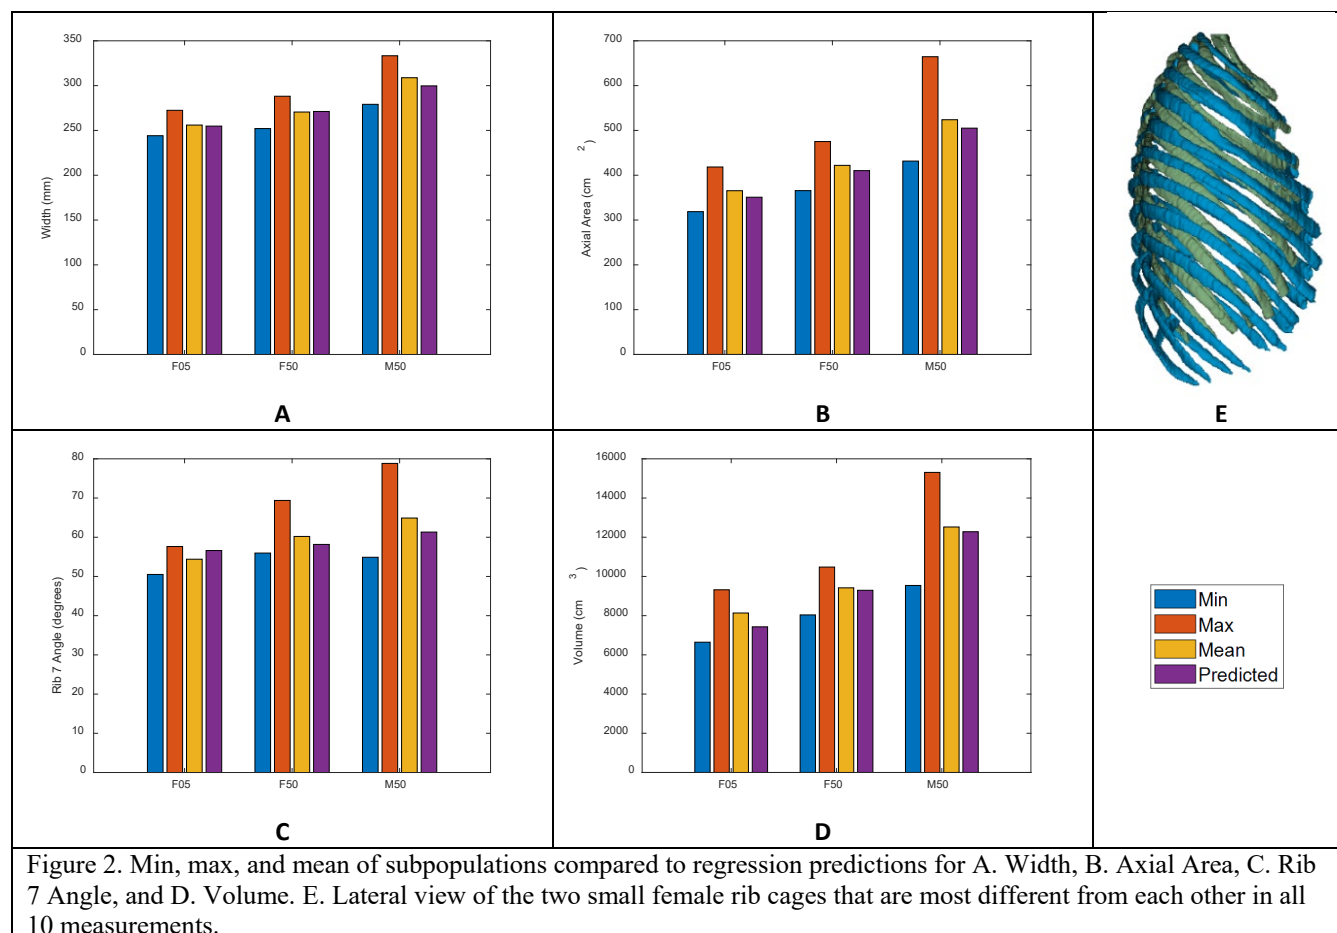 350
300
250
200
150
100
50
0
Width (mm)
F05 F50 M50
A
700
600
500
400
300
200
100
0
Axial Area (cm 2 )
F05 F50 M50
B
E
80
70
60
50
40
30
20
10
0
Rib 7 Angle (degrees)
F05 F50 M50
C
16000
14000
12000
10000
8000
6000
4000
2000
0
Volume (cm 3 )
F05 F50 M50
D
Min
Max
Mean
Predicted
Figure 2. Min, max, and mean of subpopulations compared to regression predictions for A. Width, B. Axial Area, C. Rib
7 Angle, and D. Volume. E. Lateral view of the two small female rib cages that are most different from each other in all
10 measurements.